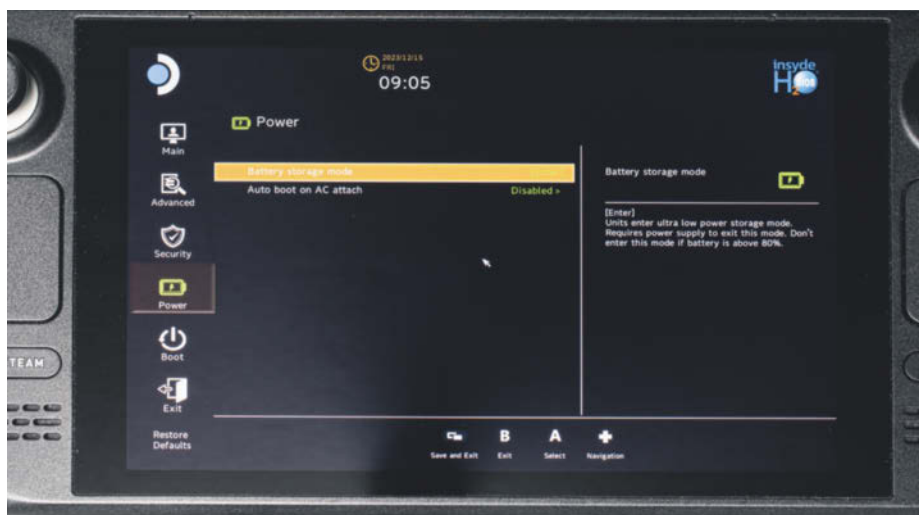 2023/12/15
FRI
09:05
insyde
H2O BIOS
Power
Main
Advanced
Security
Power
Boot
Exit
Restore
Defaults
Battery storage mode
Auto boot on AC attach
Disabled >
Battery storage mode
[Enter]
Units enter ultra low power storage mode.
Requires power supply to exit this mode. Don't
enter this mode if battery is above 80%.
Save and Exit
B
Exit
A
Select
Navigation
TEAM